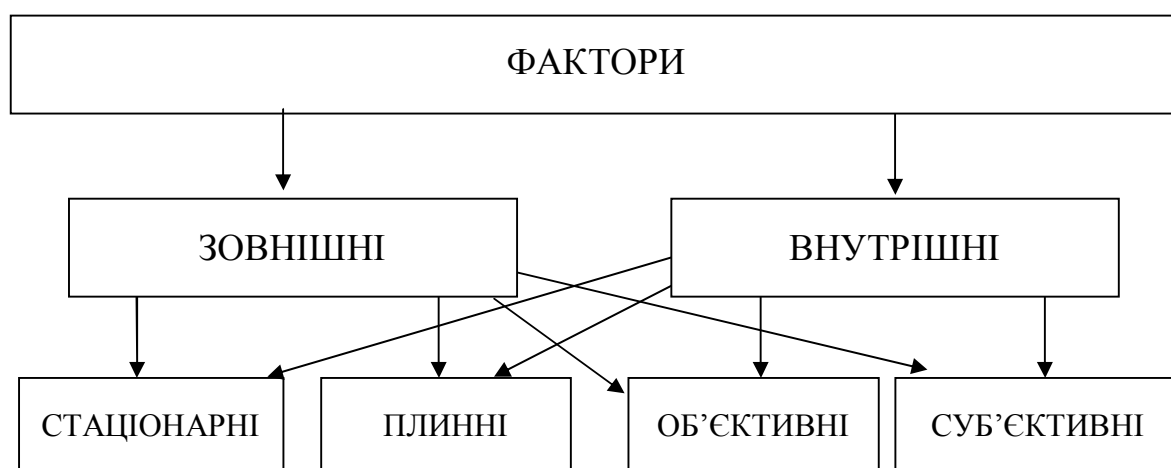 ФАКТОРИ
ЗОВНІШНІ
ВНУТРІШНІ
СТАЦІОНАРНІ
ПЛИННІ
ОБ’ЄКТИВНІ
СУБ’ЄКТИВНІ